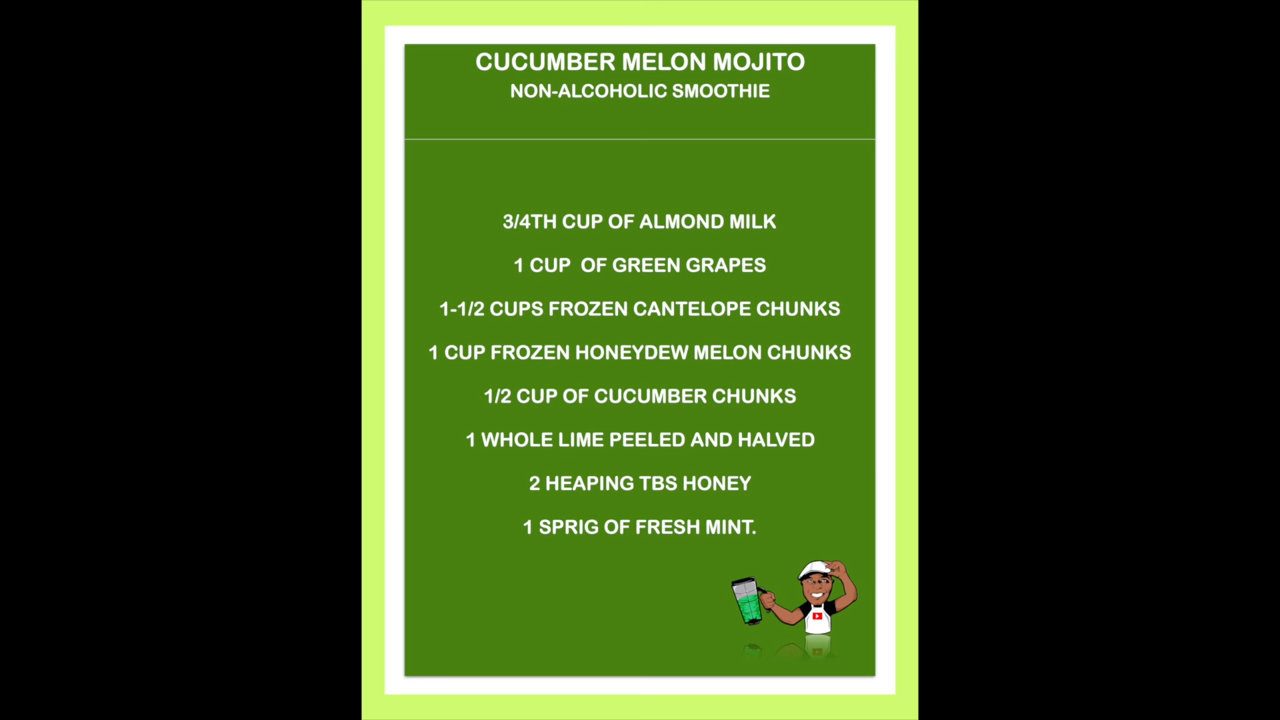 CUCUMBER MELON MOJITO
NON-ALCOHOLIC SMOOTHIE
3/4TH CUP OF ALMOND MILK
1 CUP  OF GREEN GRAPES
1-1/2 CUPS FROZEN CANTELOPE CHUNKS
1 CUP FROZEN HONEYDEW MELON CHUNKS
1/2 CUP OF CUCUMBER CHUNKS
1 WHOLE LIME PEELED AND HALVED
2 HEAPING TBS HONEY
1 SPRIG OF FRESH MINT.